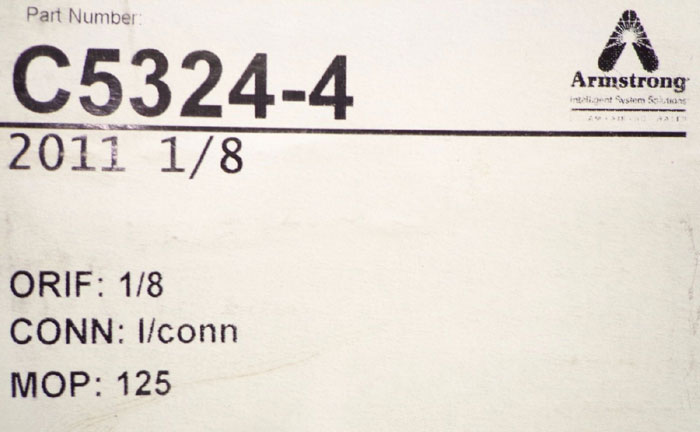 Part Number:
C5324-4
Armstrong
Intelligent System Solutions
2011 1/8
ORIF: 1/8
CONN: I/conn
MOP: 125